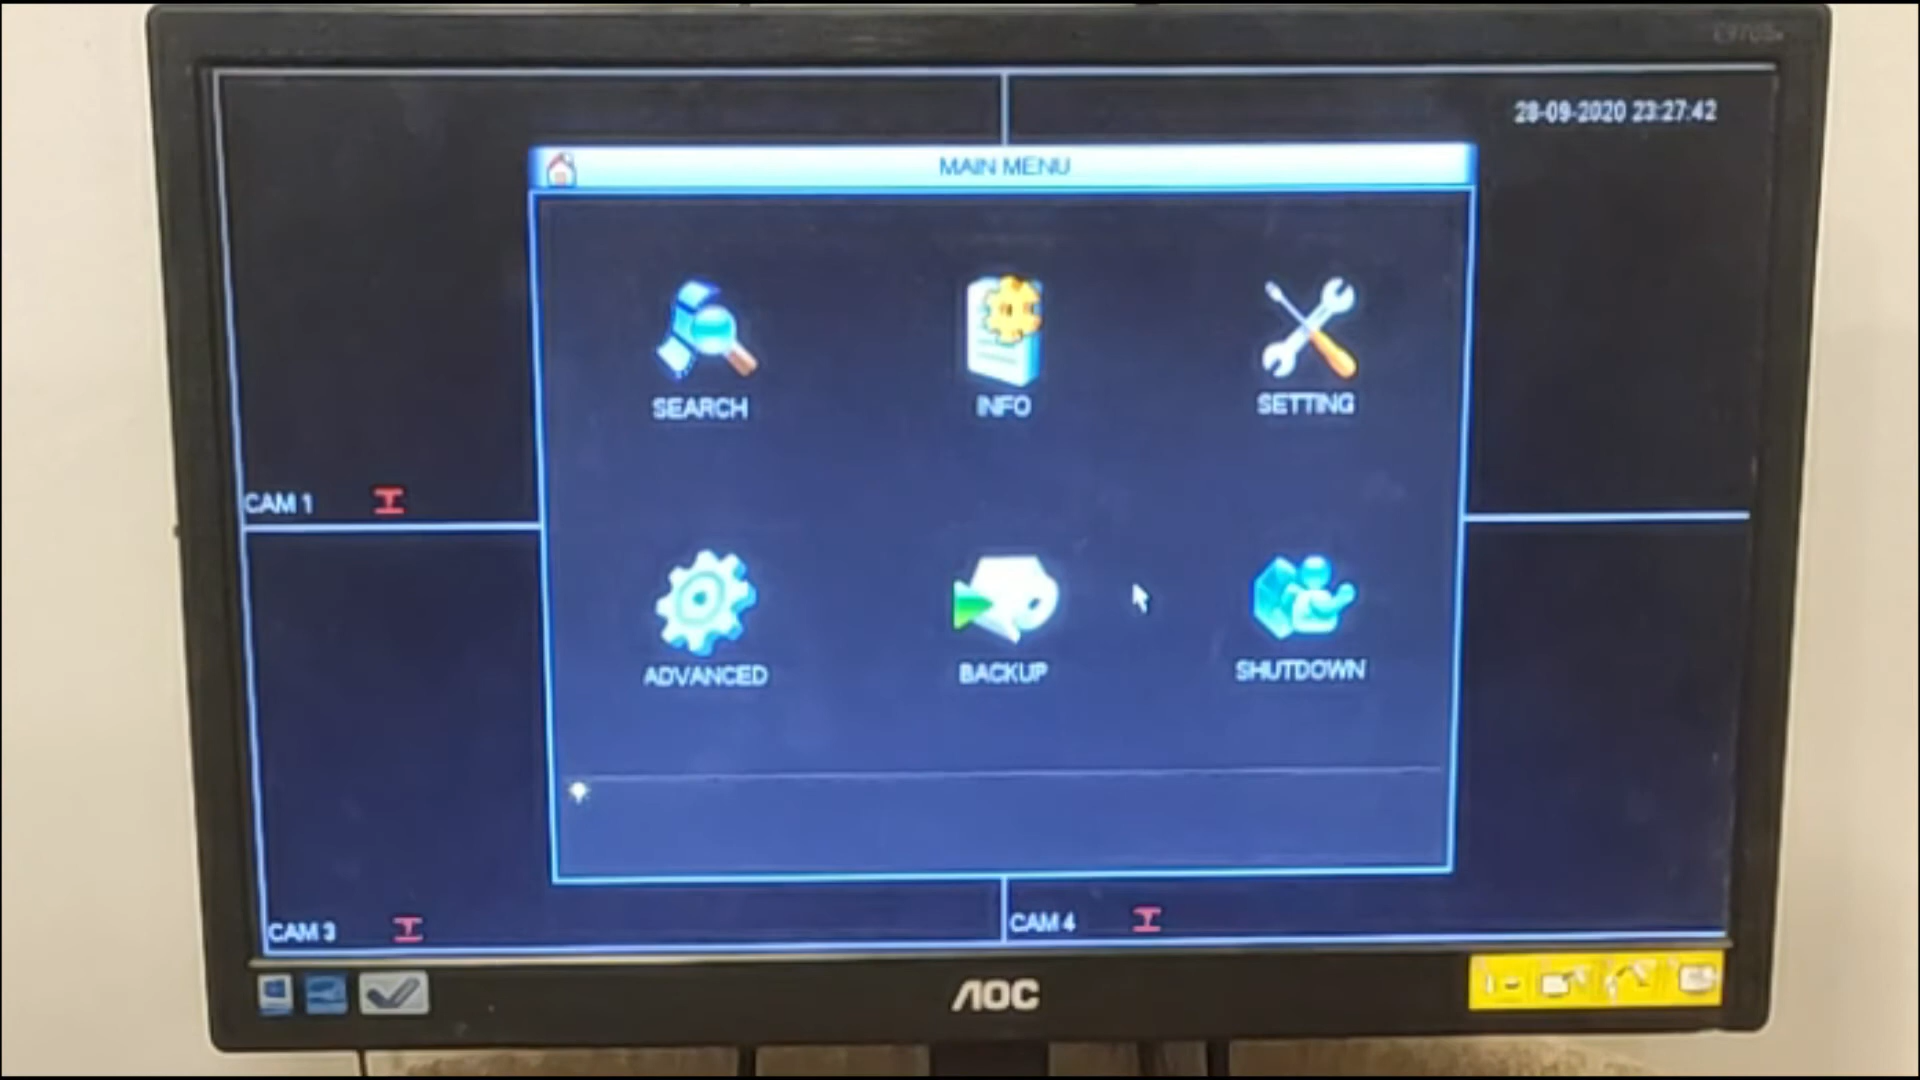 28-09-2020 23:27:42
MAIN MENU
SEARCH
INFO
SETTING
CAM 1
ADVANCED
BACKUP
SHUTDOWN
CAM 3
CAM 4
AOC